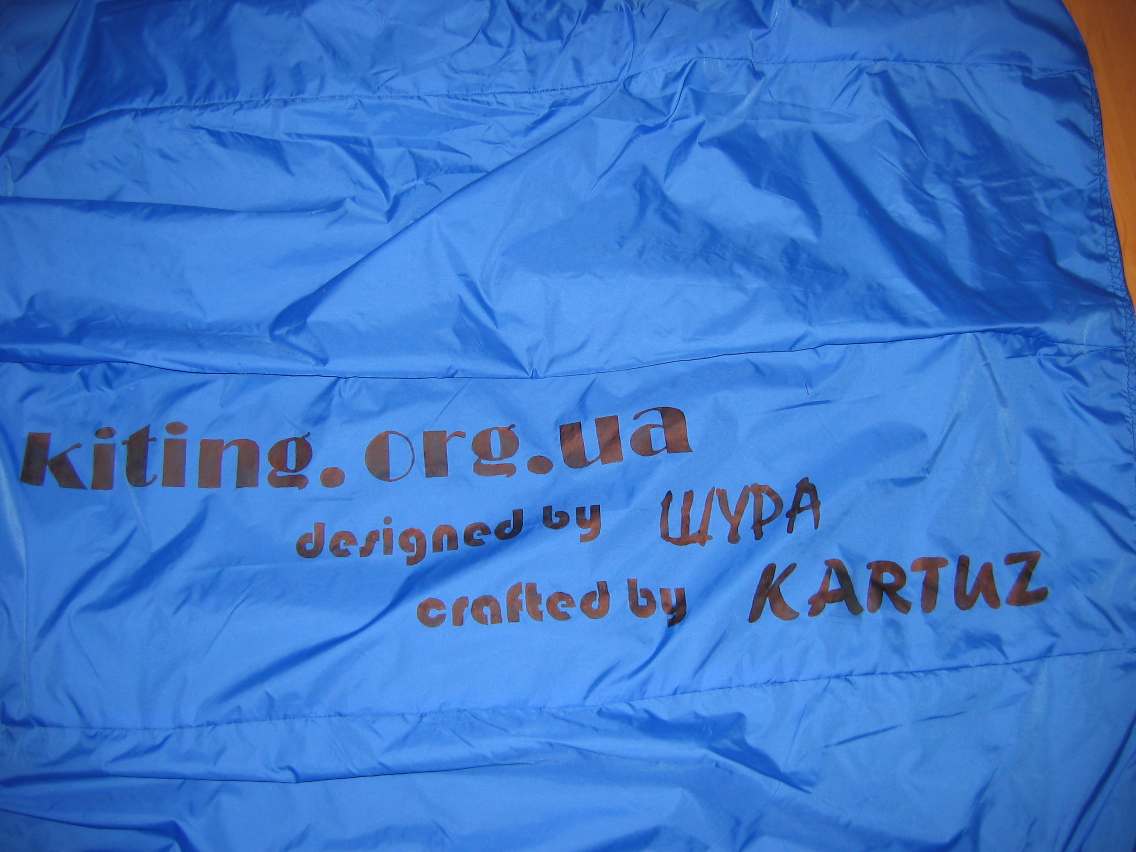 kiting.org.ua
designed by ШУРА
crafted by KARTUZ